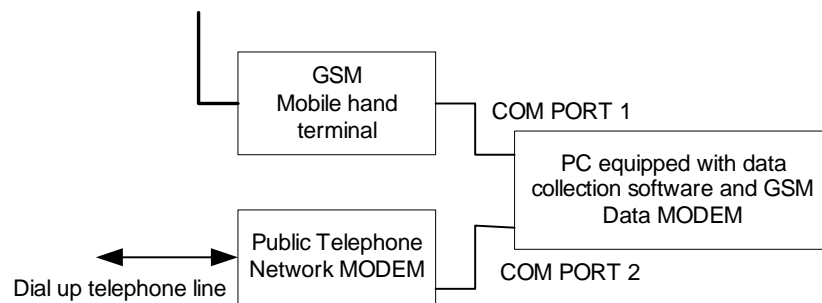 GSM
Mobile hand
terminal
COM PORT 1
PC equipped with data
collection software and GSM
Data MODEM
Public Telephone
Network MODEM
COM PORT 2
Dial up telephone line